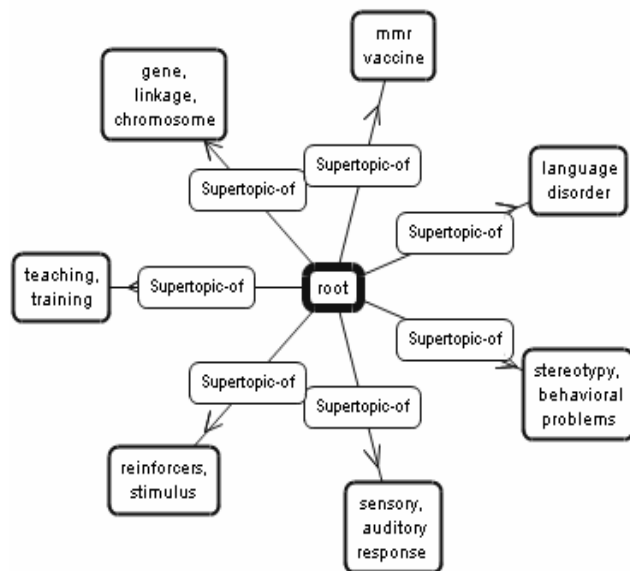 mmr
vaccine
gene,
linkage,
chromosome
Supertopic-of
Supertopic-of
language
disorder
Supertopic-of
teaching,
training
Supertopic-of
root
Supertopic-of
stereotypy,
behavioral
problems
Supertopic-of
Supertopic-of
reinforcers,
stimulus
sensory,
auditory
response